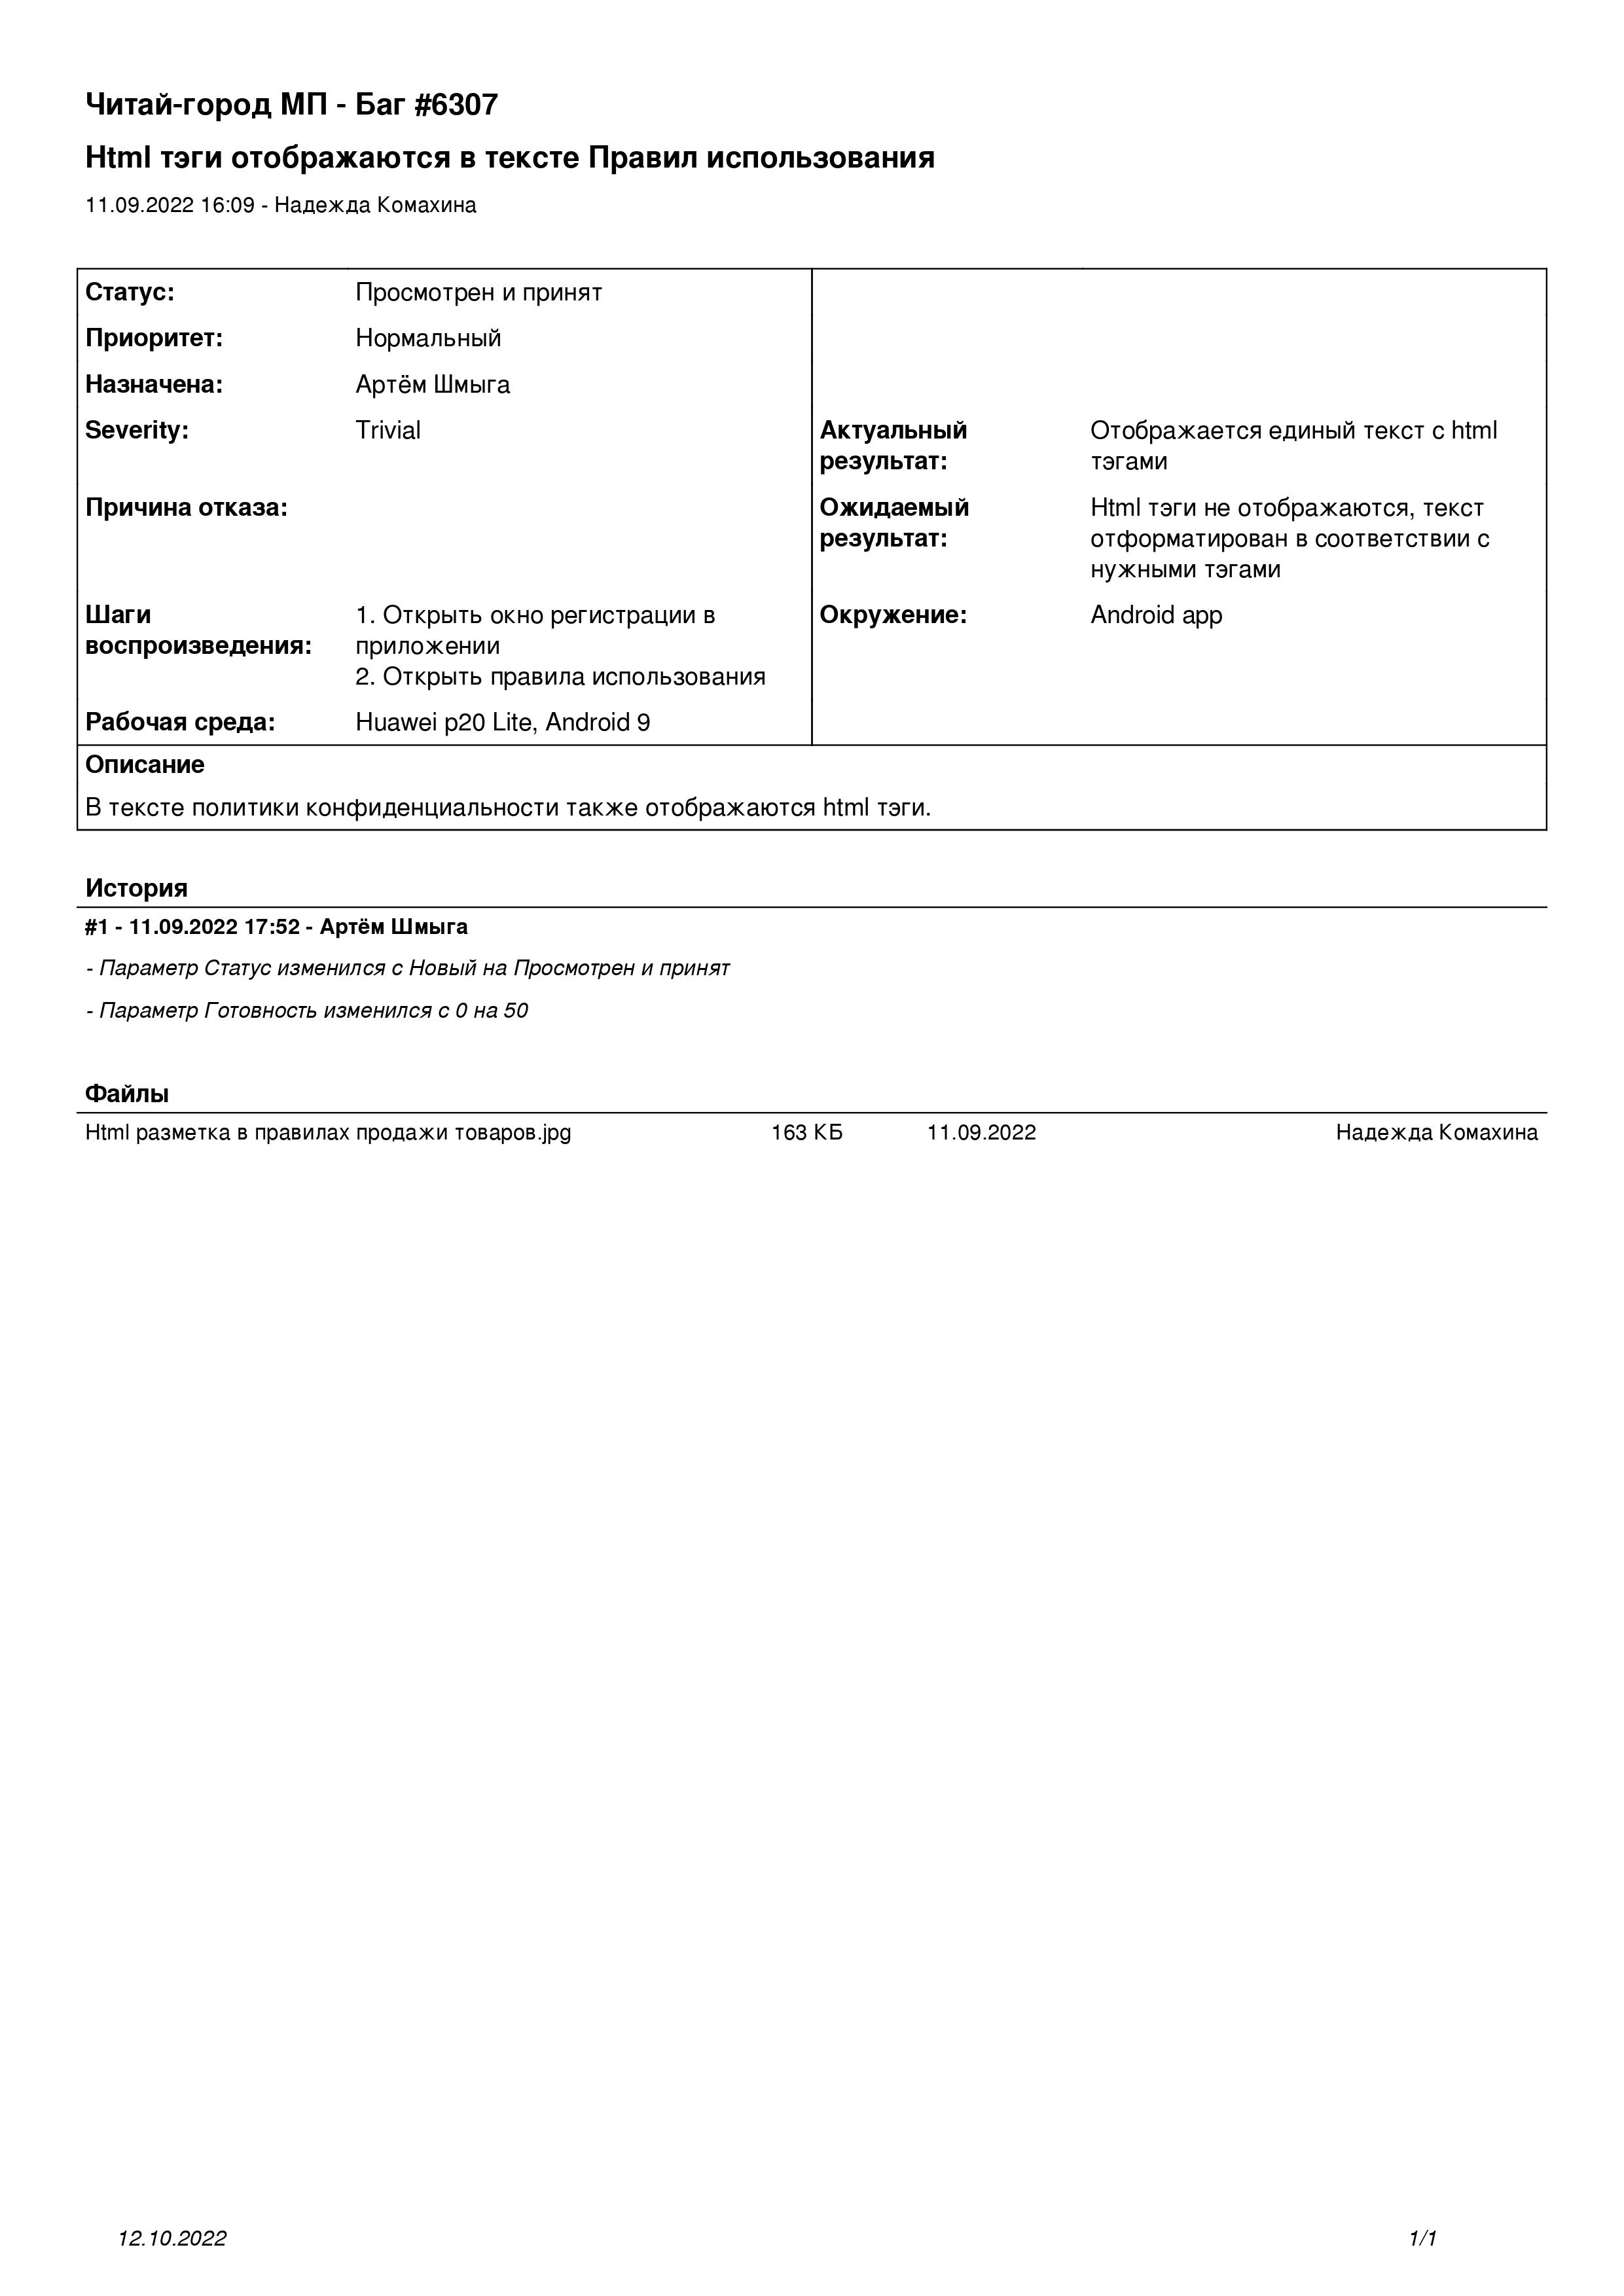 Читай-город МП - Баг #6307
Html тэги отображаются в тексте Правил использования
11.09.2022 16:09 - Надежда Комахина
Статус: Просмотрен и принят
Приоритет: Нормальный
Назначена: Артём Шмыга
Severity: Trivial
Актуальный результат: Отображается единый текст с html
тэгами
Причина отказа:
Ожидаемый результат: Html тэги не отображаются, текст
отформатирован в соответствии с
нужными тэгами
Шаги воспроизведения: 1. Открыть окно регистрации в
приложении
2. Открыть правила использования
Окружение: Android app
Рабочая среда: Huawei p20 Lite, Android 9
Описание
В тексте политики конфиденциальности также отображаются html тэги.
История
#1 - 11.09.2022 17:52 - Артём Шмыга
- Параметр Статус изменился с Новый на Просмотрен и принят
- Параметр Готовность изменился с 0 на 50
Файлы
Html разметка в правилах продажи товаров.jpg 163 КБ 11.09.2022 Надежда Комахина
12.10.2022 1/1